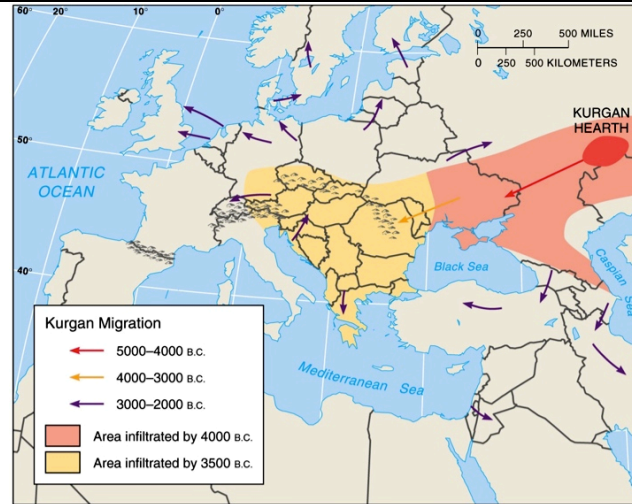 60° 20° 10° 0°
0 250 500 MILES
0 250 500 KILOMETERS
KURGAN
HEARTH
50°
ATLANTIC
OCEAN
40°
Black Sea
Caspian Sea
Mediterranean Sea
Kurgan Migration
5000–4000 B.C.
4000–3000 B.C.
3000–2000 B.C.
Area infiltrated by 4000 B.C.
Area infiltrated by 3500 B.C.